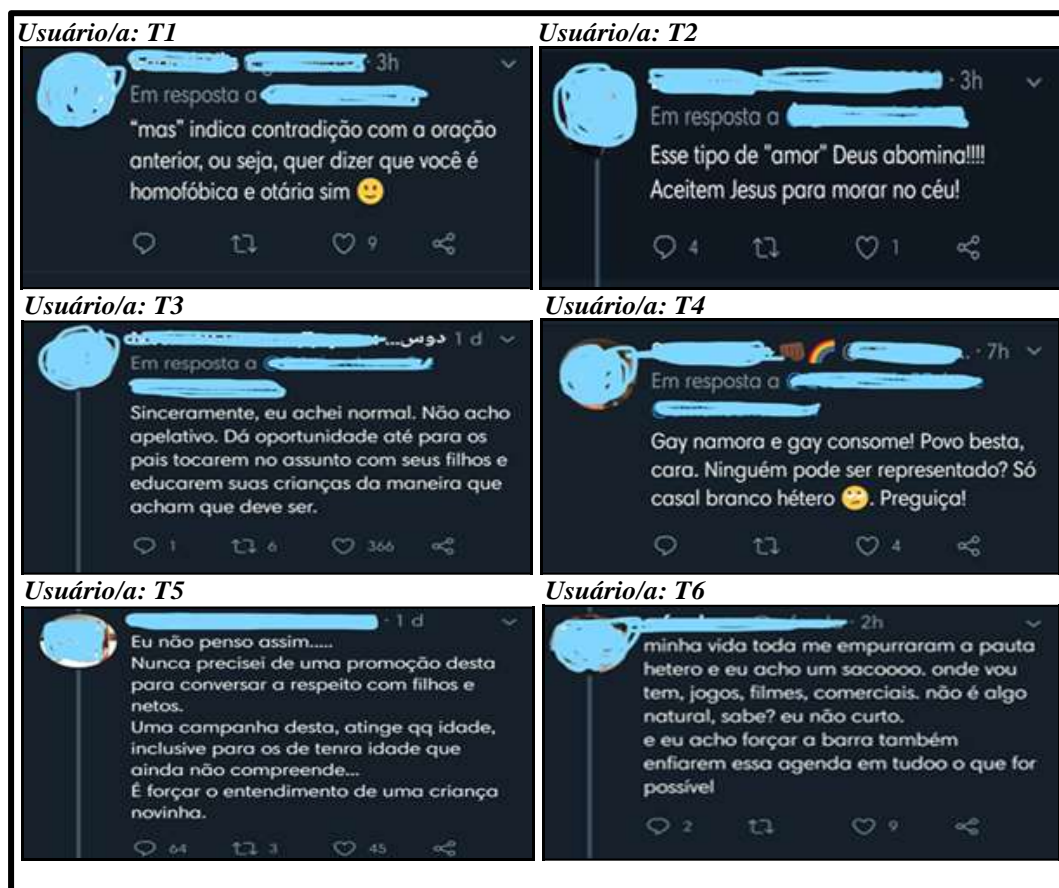 Usuário/a: T1
3h
Em resposta a
"mas" indica contradição com a oração
anterior, ou seja, quer dizer que você é
homofóbica e otária sim 🙂
9
Usuário/a: T2
· 3h
Em resposta a
Esse tipo de "amor" Deus abomina!!!!
Aceitem Jesus para morar no céu!
4 1
Usuário/a: T3
...دوس 1 d
Em resposta a
Sinceramente, eu achei normal. Não acho
apelativo. Dá oportunidade até para os
pais tocarem no assunto com seus filhos e
educarem suas crianças da maneira que
acham que deve ser.
1 6 366
Usuário/a: T4
👊🏾🌈 · 7h
Em resposta a
Gay namora e gay consome! Povo besta,
cara. Ninguém pode ser representado? Só
casal branco hétero 🙄. Preguiça!
4
Usuário/a: T5
· 1 d
Eu não penso assim.....
Nunca precisei de uma promoção desta
para conversar a respeito com filhos e
netos.
Uma campanha desta, atinge qq idade,
inclusive para os de tenra idade que
ainda não compreende...
É forçar o entendimento de uma criança
novinha.
64 3 45
Usuário/a: T6
· 2h
minha vida toda me empurraram a pauta
hetero e eu acho um sacoooo. onde vou
tem, jogos, filmes, comerciais. não é algo
natural, sabe? eu não curto.
e eu acho forçar a barra também
enfiarem essa agenda em tudoo o que for
possível
2 9